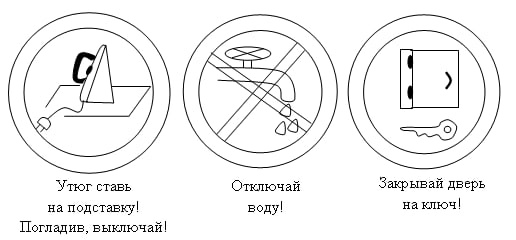 Утюг ставь
на подставку!
Погладив, выключай!
Отключай
воду!
Закрывай дверь
на ключ!